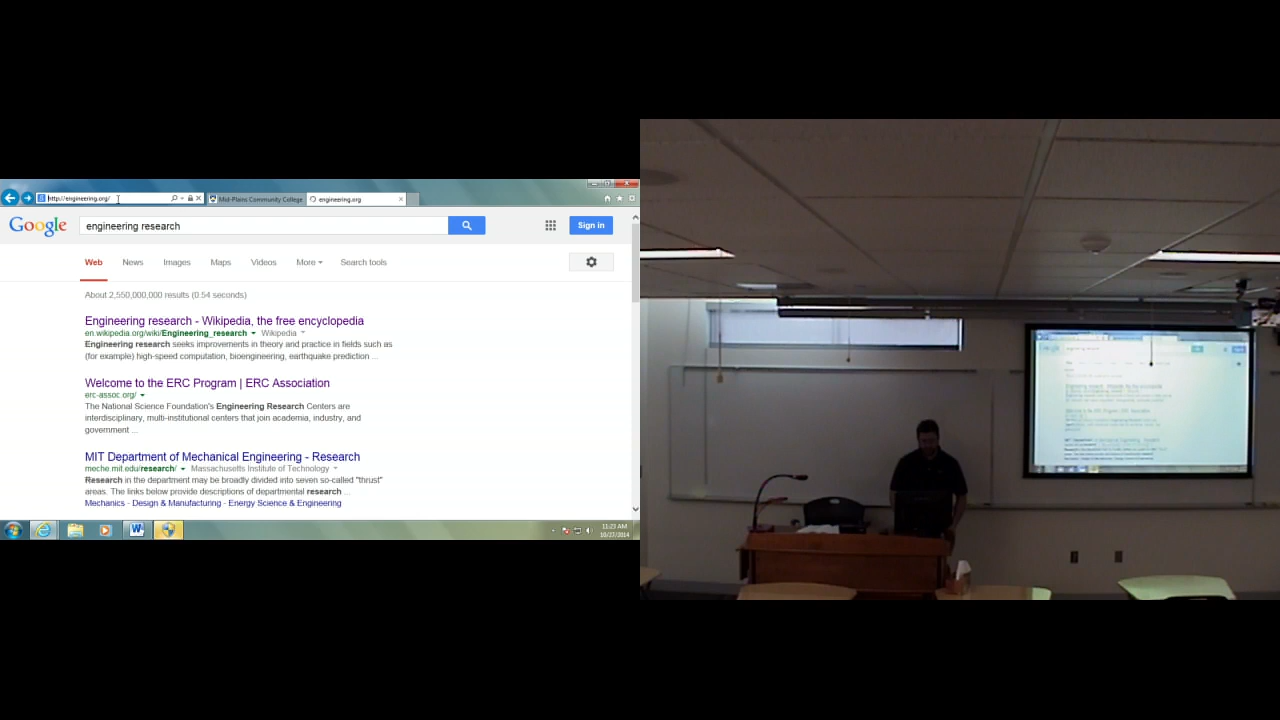 http://engineering.org/
Mid-Plains Community College
engineering.org
Google
engineering research
Sign in
Web News Images Maps Videos More Search tools
About 2,550,000,000 results (0.54 seconds)
Engineering research - Wikipedia, the free encyclopedia
en.wikipedia.org/wiki/Engineering_research Wikipedia
Engineering research seeks improvements in theory and practice in fields such as
(for example) high-speed computation, bioengineering, earthquake prediction ...
Welcome to the ERC Program | ERC Association
erc-assoc.org/
The National Science Foundation's Engineering Research Centers are
interdisciplinary, multi-institutional centers that join academia, industry, and
government ...
MIT Department of Mechanical Engineering - Research
meche.mit.edu/research/ Massachusetts Institute of Technology
Research in the department may be broadly divided into seven so-called "thrust"
areas. The links below provide descriptions of departmental research ...
Mechanics - Design & Manufacturing - Energy Science & Engineering
11:23 AM
10/27/2014